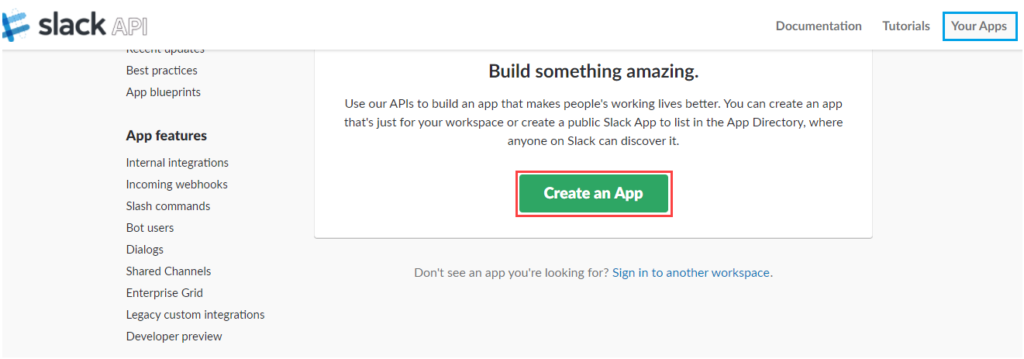 slack API
Documentation
Tutorials
Your Apps
Recent updates
Best practices
App blueprints
App features
Internal integrations
Incoming webhooks
Slash commands
Bot users
Dialogs
Shared Channels
Enterprise Grid
Legacy custom integrations
Developer preview
Build something amazing.
Use our APIs to build an app that makes people's working lives better. You can create an app
that's just for your workspace or create a public Slack App to list in the App Directory, where
anyone on Slack can discover it.
Create an App
Don't see an app you're looking for? Sign in to another workspace.